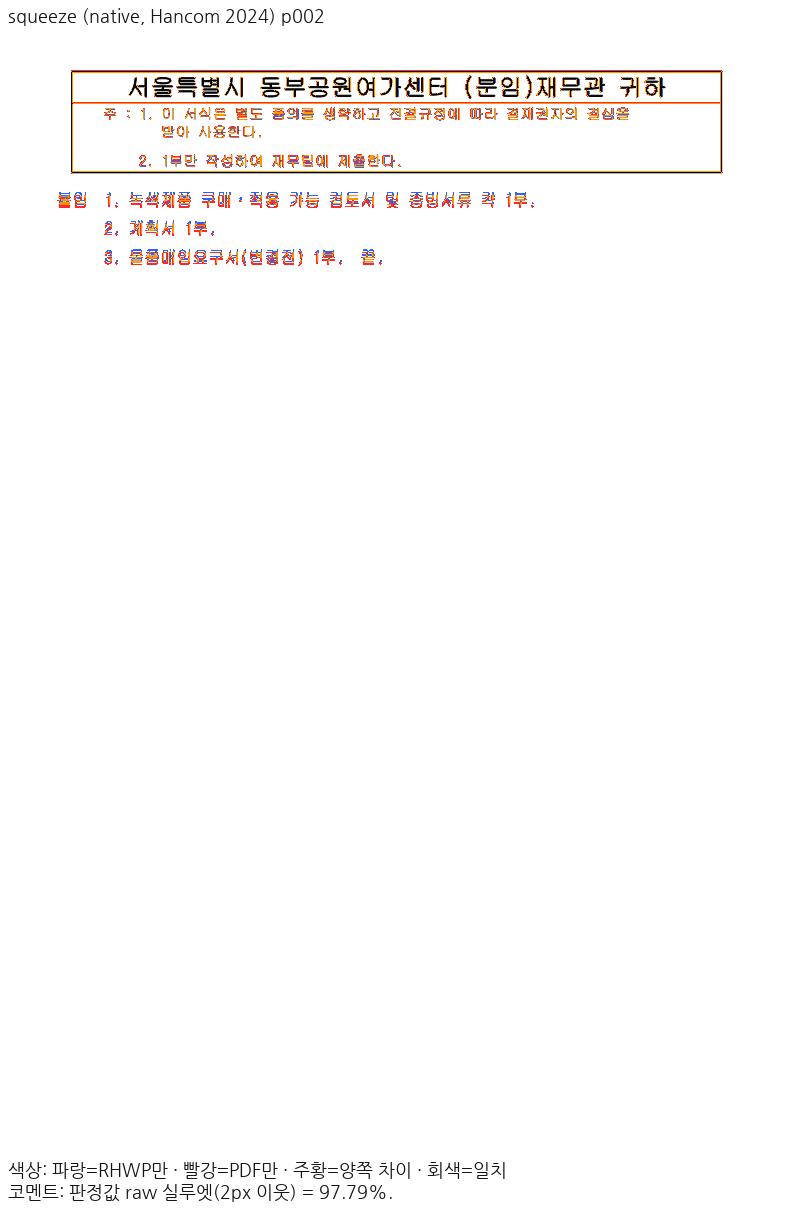 squeeze (native, Hancom 2024) p002
서울특별시 동부공원여가센터 (분임)재무관 귀하
주 : 1. 이 서식은 별도 품의를 생략하고 전결규정에 따라 결재권자의 결심을
받아 사용한다.
2. 1부만 작성하여 재무팀에 제출한다.
붙임 1. 녹색제품 구매·적용 가능 검토서 및 증빙서류 각 1부.
2. 계획서 1부.
3. 물품매입요구서(변경전) 1부. 끝.
색상: 파랑=RHWP만 · 빨강=PDF만 · 주황=양쪽 차이 · 회색=일치
코멘트: 판정값 raw 실루엣(2px 이웃) = 97.79%.